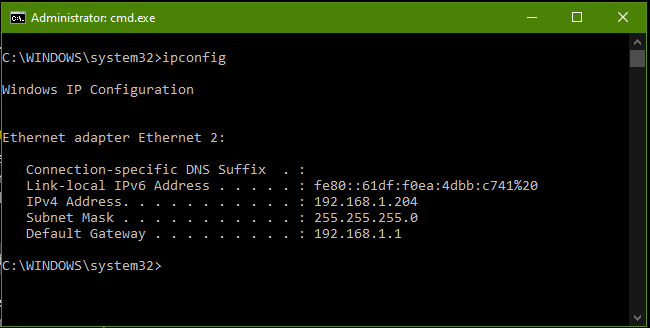 Administrator: cmd.exe
C:\WINDOWS\system32>ipconfig
Windows IP Configuration
Ethernet adapter Ethernet 2:
Connection-specific DNS Suffix  . :
Link-local IPv6 Address . . . . . : fe80::61df:f0ea:4dbb:c741%20
IPv4 Address. . . . . . . . . . . : 192.168.1.204
Subnet Mask . . . . . . . . . . . : 255.255.255.0
Default Gateway . . . . . . . . . : 192.168.1.1
C:\WINDOWS\system32>